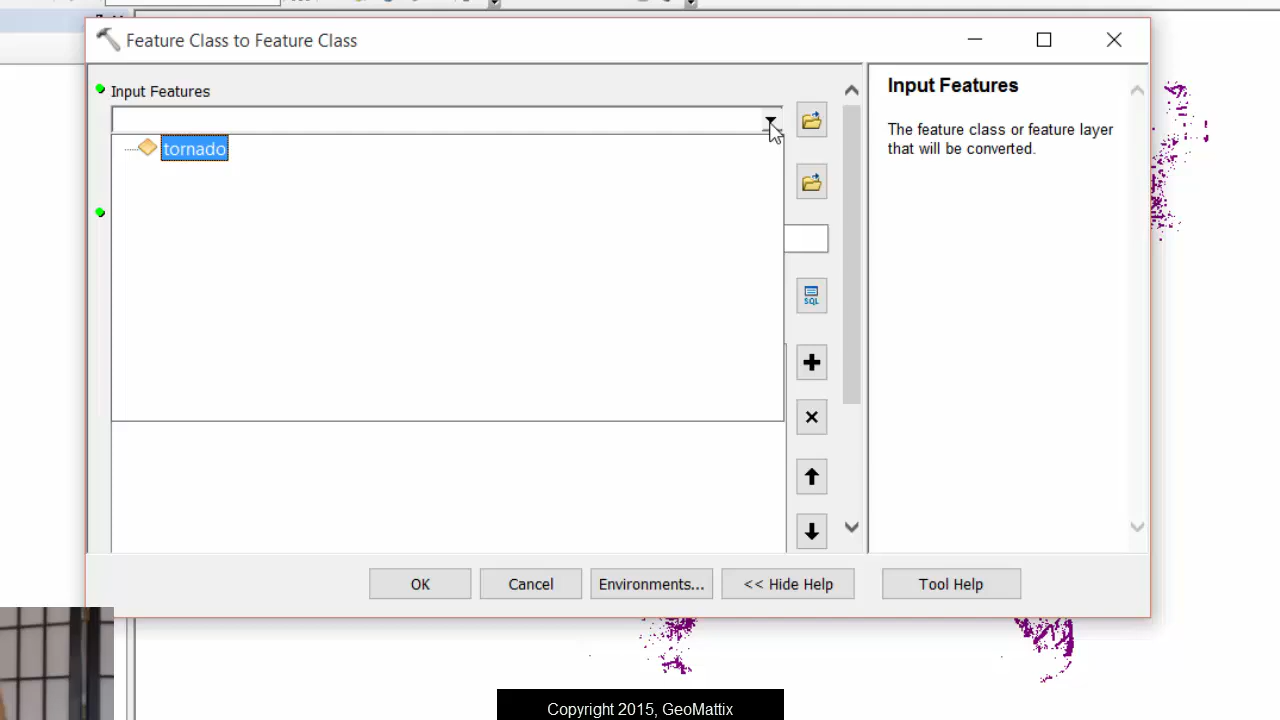 Feature Class to Feature Class
Input Features
tornado
SQL
Input Features
The feature class or feature layer
that will be converted.
OK
Cancel
Environments...
<< Hide Help
Tool Help
Copyright 2015, GeoMattix